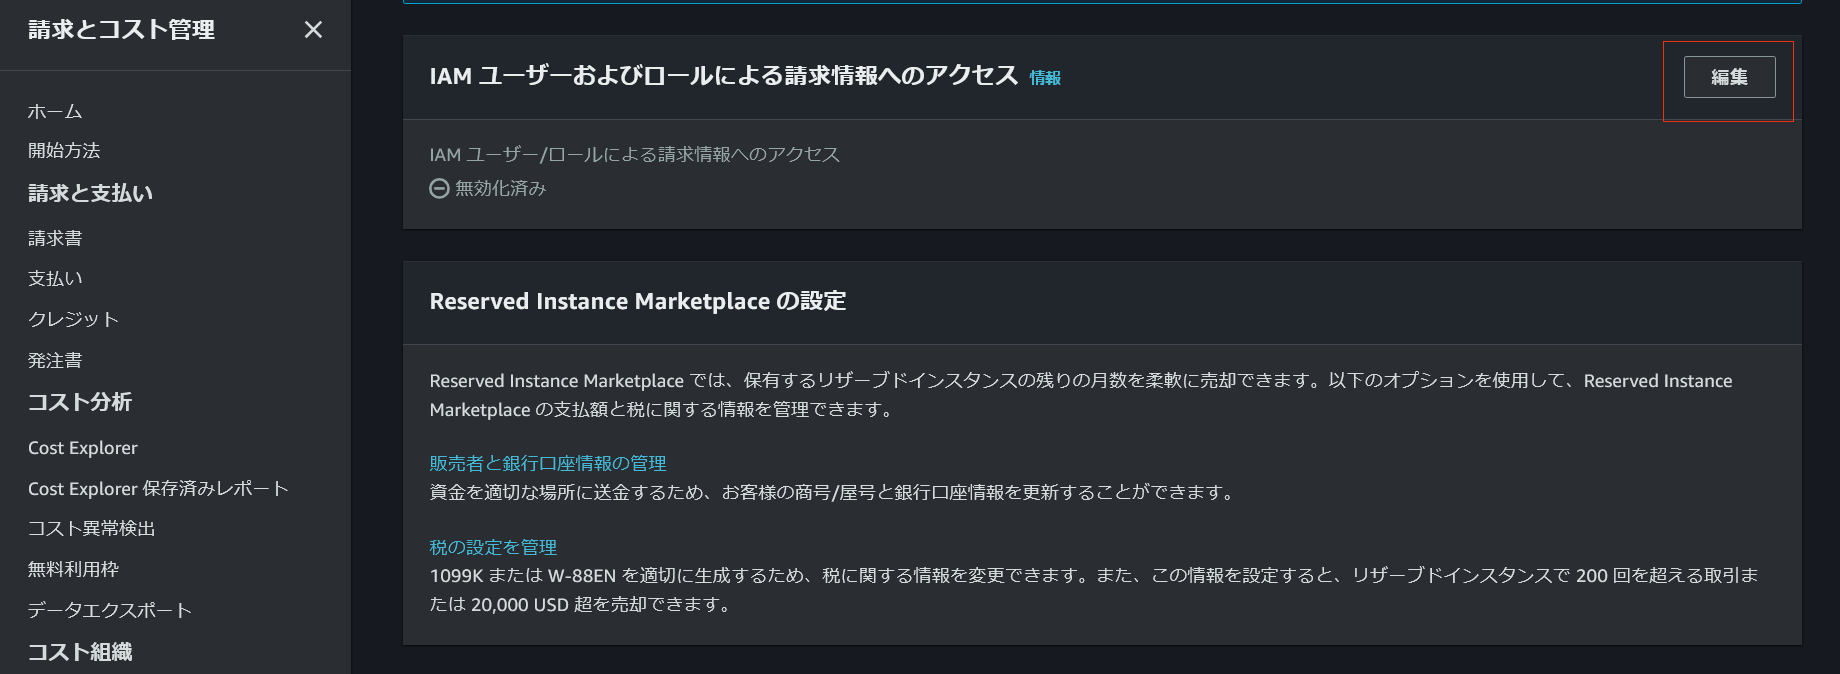 請求とコスト管理
ホーム
開始方法
請求と支払い
請求書
支払い
クレジット
発注書
コスト分析
Cost Explorer
Cost Explorer 保存済みレポート
コスト異常検出
無料利用枠
データエクスポート
コスト組織
IAM ユーザーおよびロールによる請求情報へのアクセス 情報
編集
IAM ユーザー/ロールによる請求情報へのアクセス
無効化済み
Reserved Instance Marketplace の設定
Reserved Instance Marketplace では、保有するリザーブドインスタンスの残りの月数を柔軟に売却できます。以下のオプションを使用して、Reserved Instance
Marketplace の支払額と税に関する情報を管理できます。
販売者と銀行口座情報の管理
資金を適切な場所に送金するため、お客様の商号/屋号と銀行口座情報を更新することができます。
税の設定を管理
1099K または W-88EN を適切に生成するため、税に関する情報を変更できます。また、この情報を設定すると、リザーブドインスタンスで 200 回を超える取引ま
たは 20,000 USD 超を売却できます。